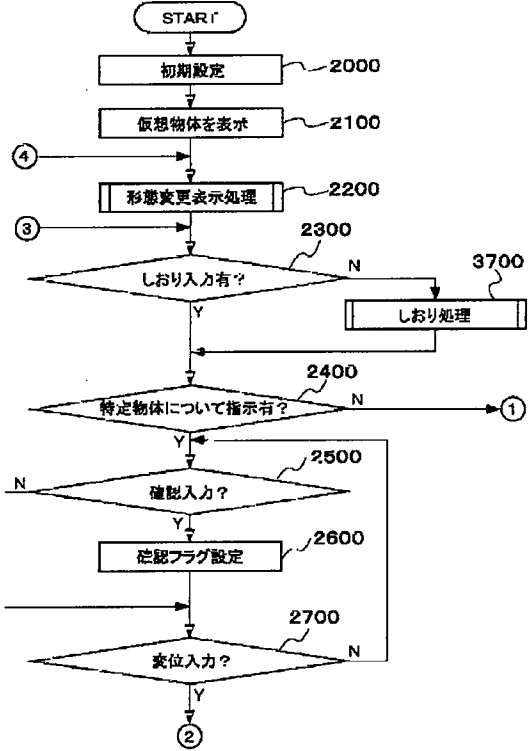 START
初期設定
2000
仮想物体を表示
2100
④
形態変更表示処理
2200
③
2300
しおり入力有？
N
3700
Y
しおり処理
2400
特定物体について指示有？
N
①
Y
2500
N
確認入力？
Y
2600
確認フラグ設定
2700
変位入力？
N
Y
②